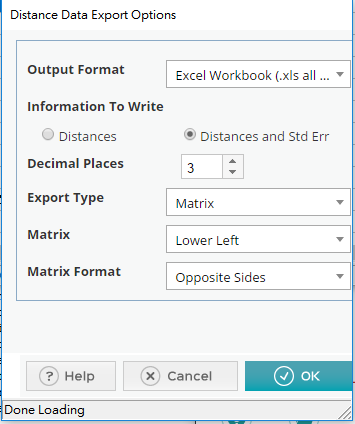 Distance Data Export Options
Output Format Excel Workbook (.xls all ...
Information To Write
Distances Distances and Std Err
Decimal Places 3
Export Type Matrix
Matrix Lower Left
Matrix Format Opposite Sides
? Help Cancel OK
Done Loading